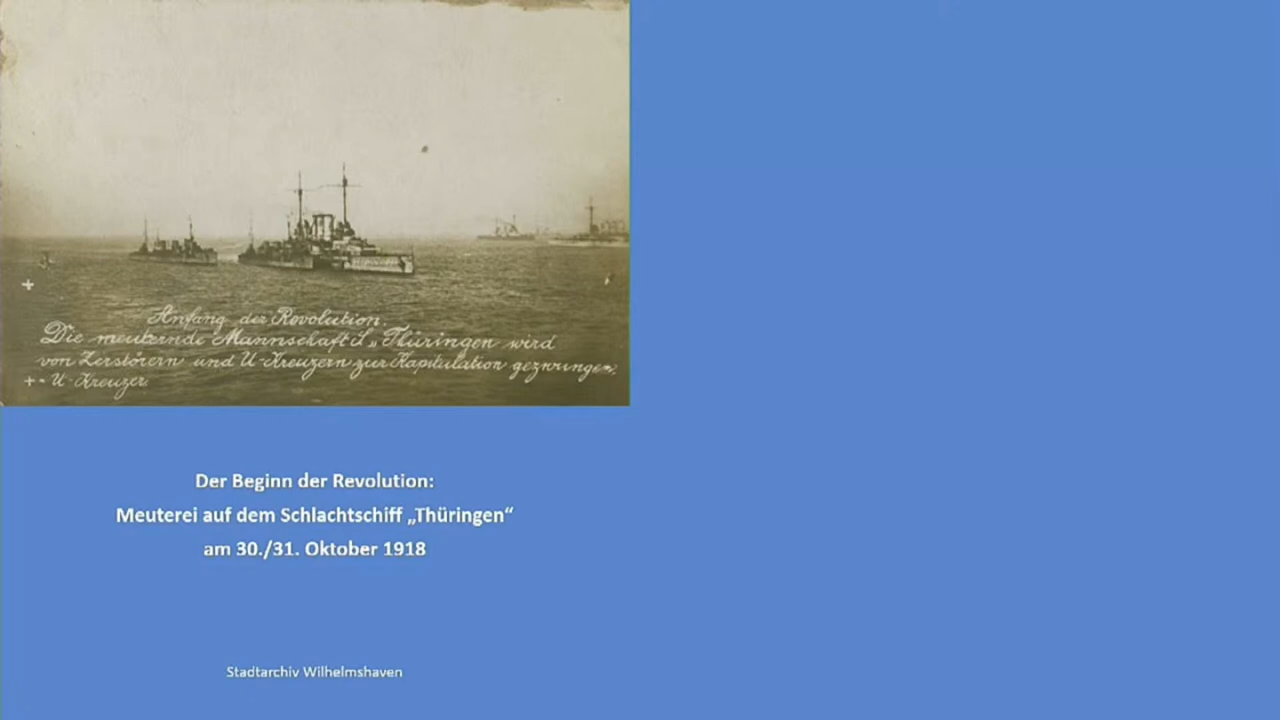 Anfang der Revolution.
Die meuternde Mannschaft S. „Thüringen wird
von Zerstörern und U-Kreuzern zur Kapitulation gezwungen.
+ = U-Kreuzer.
Der Beginn der Revolution:
Meuterei auf dem Schlachtschiff „Thüringen“
am 30./31. Oktober 1918
Stadtarchiv Wilhelmshaven